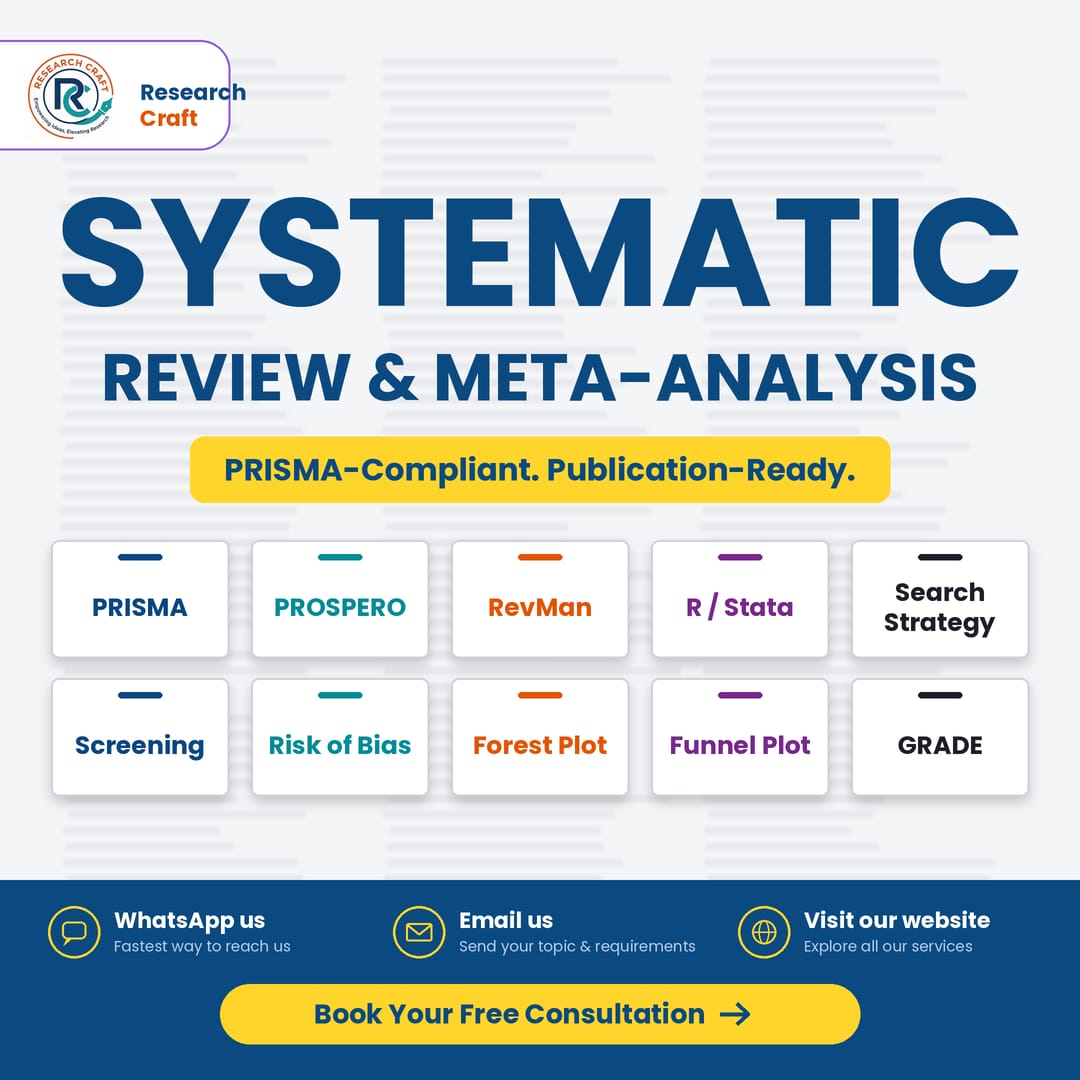 RESEARCH CRAFT
Empowering Ideas, Elevating Research
RC
Research
Craft
SYSTEMATIC
REVIEW & META-ANALYSIS
PRISMA-Compliant. Publication-Ready.
PRISMA
PROSPERO
RevMan
R / Stata
Search
Strategy
Screening
Risk of Bias
Forest Plot
Funnel Plot
GRADE
WhatsApp us
Fastest way to reach us
Email us
Send your topic & requirements
Visit our website
Explore all our services
Book Your Free Consultation →